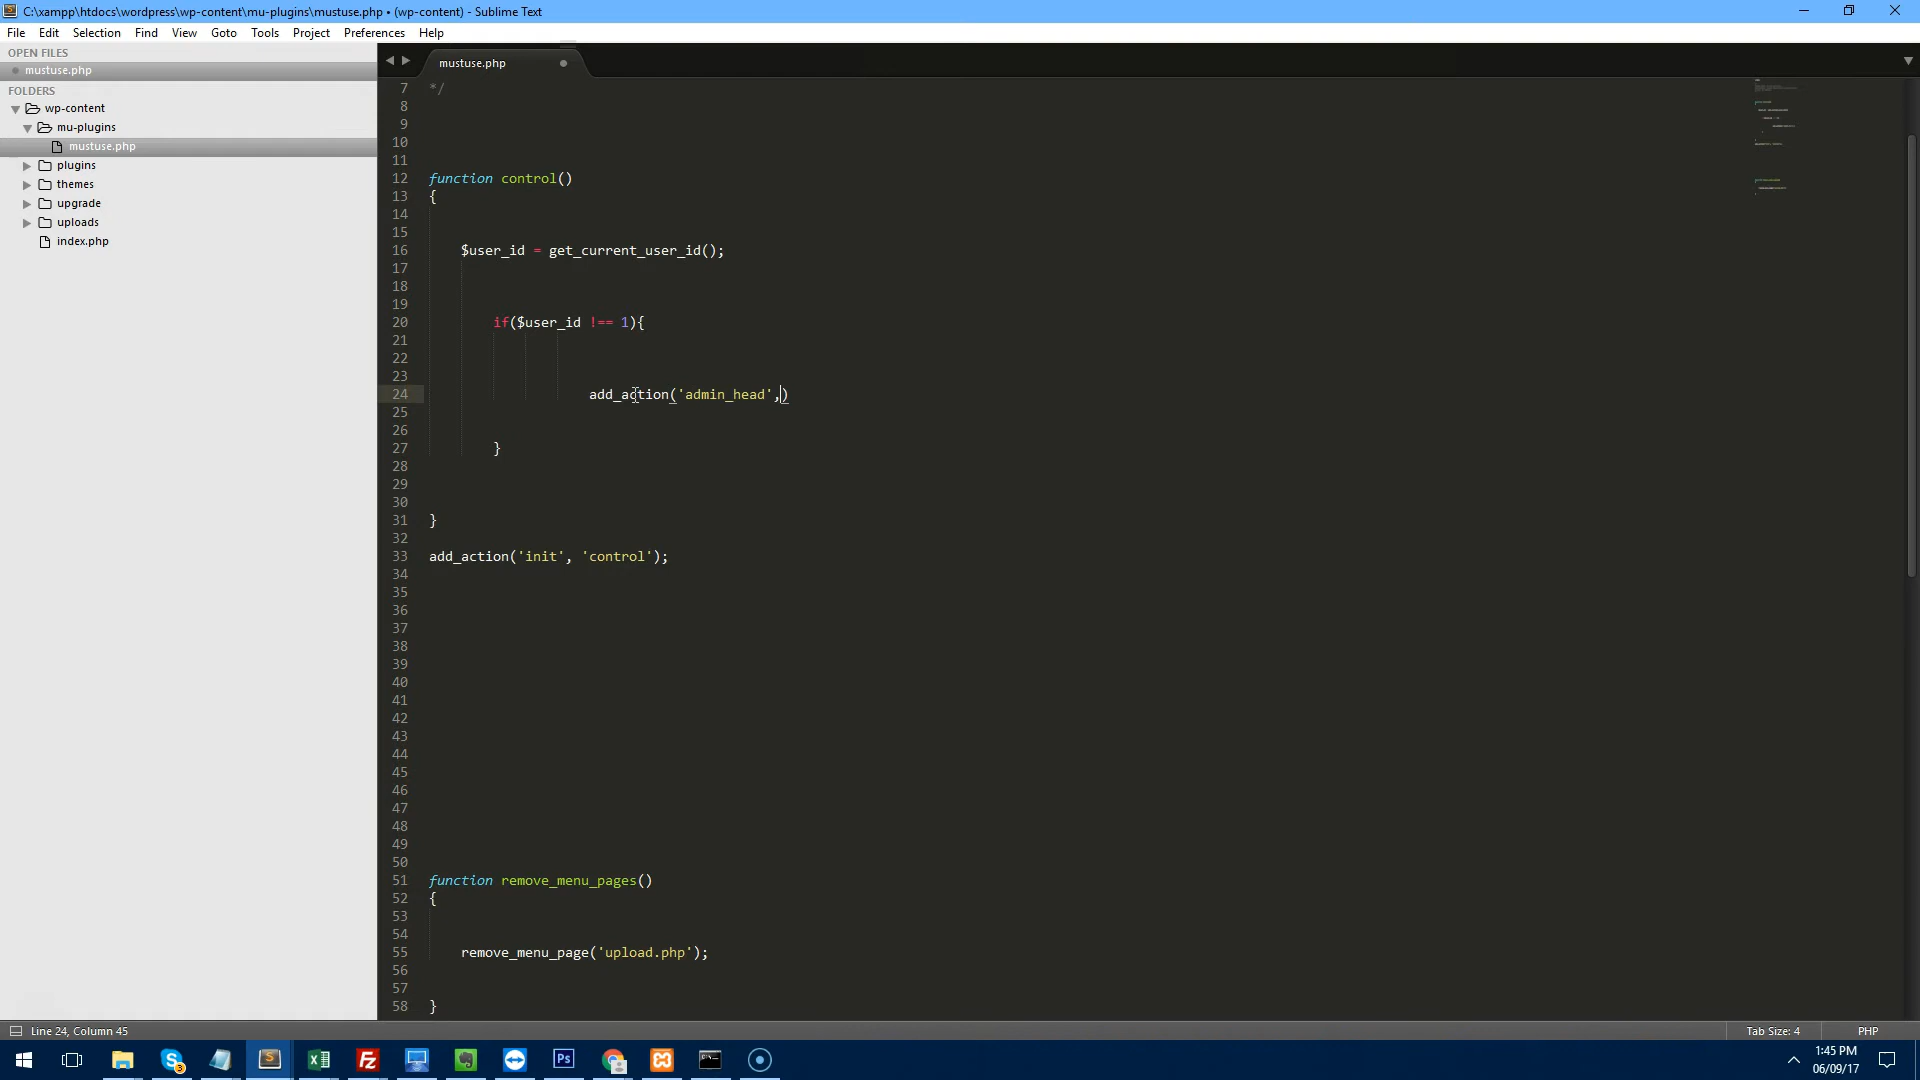 C:\xampp\htdocs\wordpress\wp-content\mu-plugins\mustuse.php • (wp-content) - Sublime Text
File Edit Selection Find View Goto Tools Project Preferences Help
OPEN FILES
mustuse.php
FOLDERS
wp-content
mu-plugins
mustuse.php
plugins
themes
upgrade
uploads
index.php
mustuse.php
7 */
8
9
10
11
12 function control()
13 {
14
15
16 $user_id = get_current_user_id();
17
18
19
20 if($user_id !== 1){
21
22
23
24 add_action('admin_head',)
25
26
27 }
28
29
30
31 }
32
33 add_action('init', 'control');
34
35
36
37
38
39
40
41
42
43
44
45
46
47
48
49
50
51 function remove_menu_pages()
52 {
53
54
55 remove_menu_page('upload.php');
56
57
58 }
Line 24, Column 45
Tab Size: 4
PHP
3
Ps
1:45 PM
06/09/17